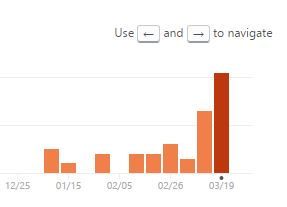 Use ← and → to navigate
12/25 01/15 02/05 02/26 03/19